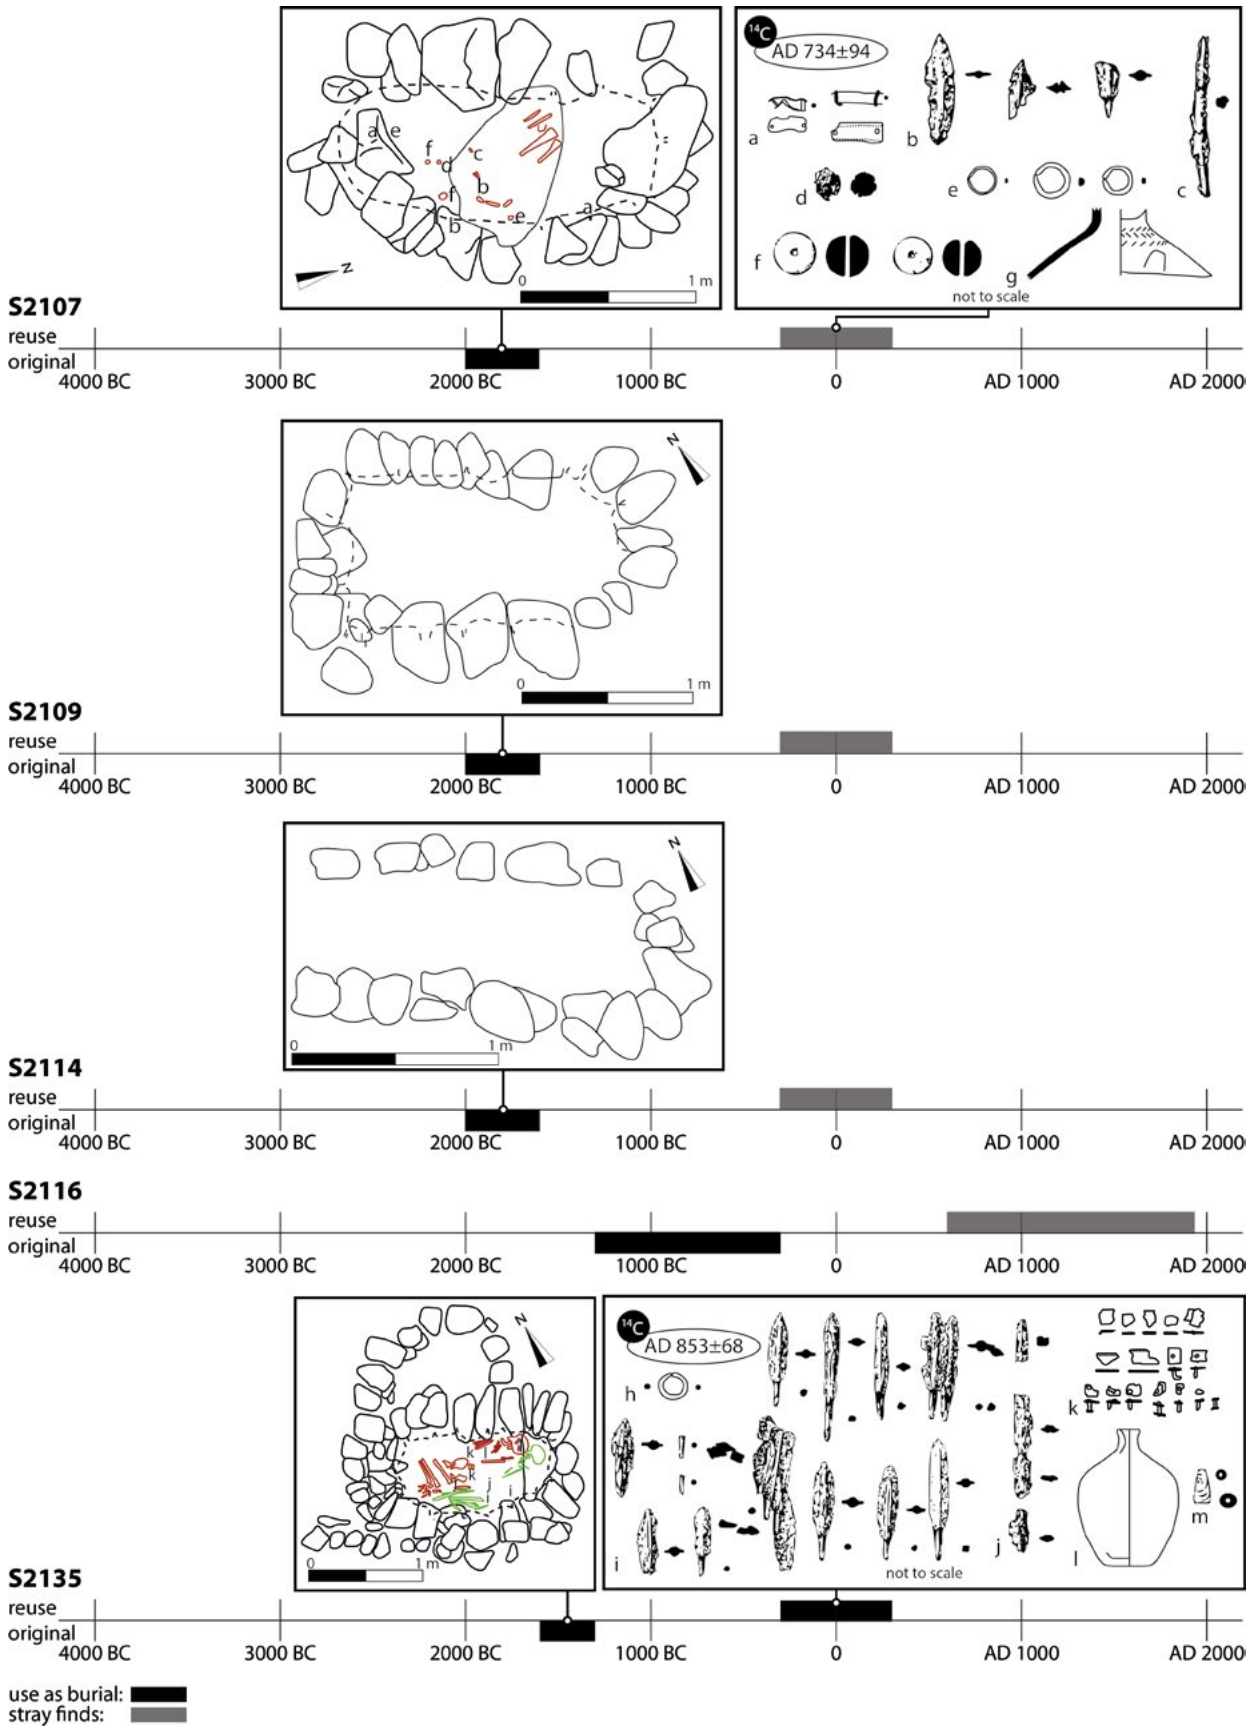 a e
f
d
c
f
b
b
e
a
N
0 1 m
14C
AD 734±94
a
b
c
d
e
f
g
not to scale
S2107
reuse
original
4000 BC 3000 BC 2000 BC 1000 BC 0 AD 1000 AD 2000
N
0 1 m
S2109
reuse
original
4000 BC 3000 BC 2000 BC 1000 BC 0 AD 1000 AD 2000
N
0 1 m
S2114
reuse
original
4000 BC 3000 BC 2000 BC 1000 BC 0 AD 1000 AD 2000
S2116
reuse
original
4000 BC 3000 BC 2000 BC 1000 BC 0 AD 1000 AD 2000
N
k
k
j
i
0 1 m
14C
AD 853±68
h
i
j
k
l
m
not to scale
S2135
reuse
original
4000 BC 3000 BC 2000 BC 1000 BC 0 AD 1000 AD 2000
use as burial:
stray finds: